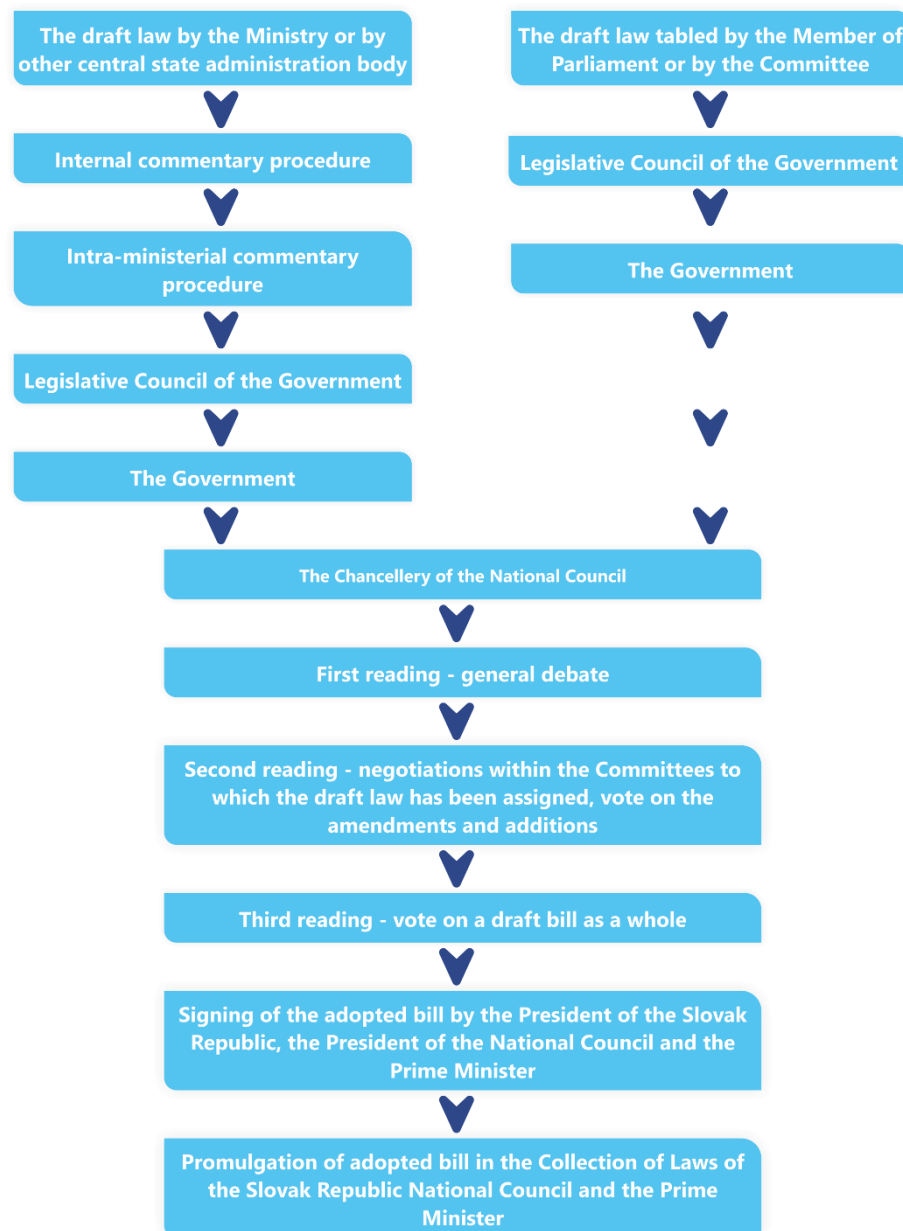 The draft law by the Ministry or by
other central state administration body
Internal commentary procedure
Intra-ministerial commentary
procedure
Legislative Council of the Government
The Government
The draft law tabled by the Member of
Parliament or by the Committee
Legislative Council of the Government
The Government
The Chancellery of the National Council
First reading - general debate
Second reading - negotiations within the Committees to
which the draft law has been assigned, vote on the
amendments and additions
Third reading - vote on a draft bill as a whole
Signing of the adopted bill by the President of the Slovak
Republic, the President of the National Council and the
Prime Minister
Promulgation of adopted bill in the Collection of Laws of
the Slovak Republic National Council and the Prime
Minister